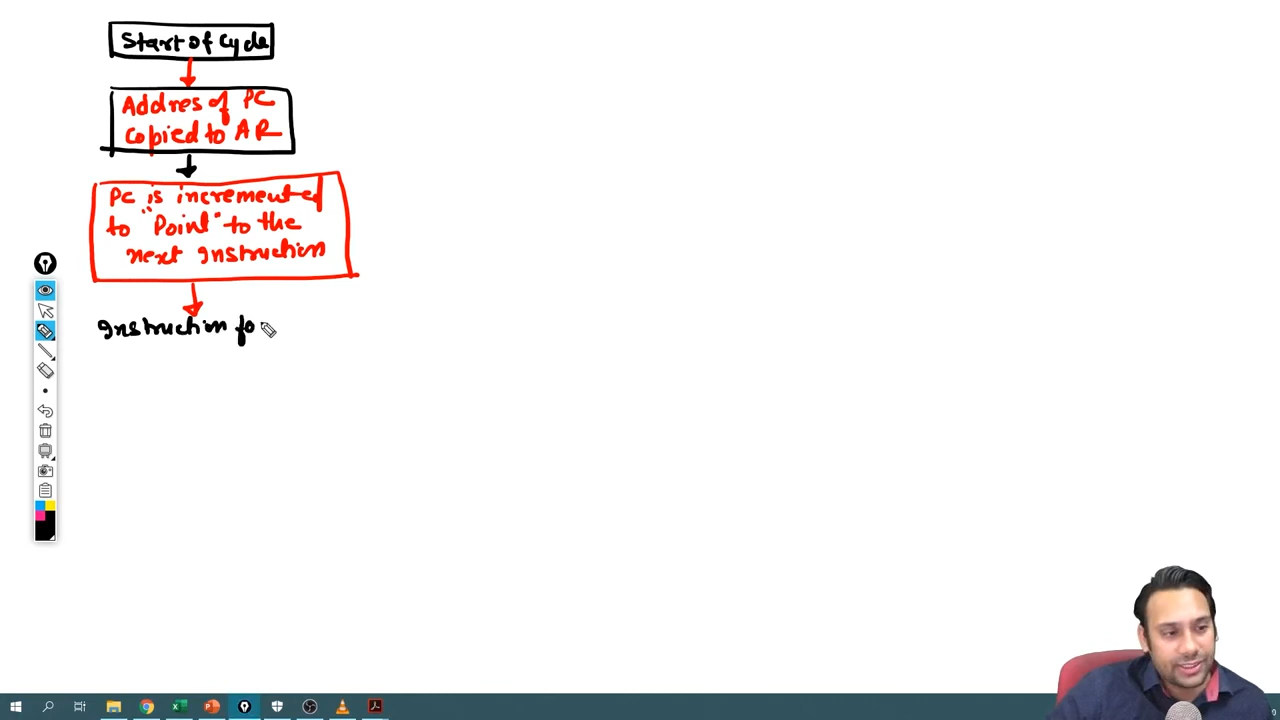 Start of Cycle
Addres of PC
Copied to AR
PC is incremented
to "Point" to the
next instruction
Instruction fo